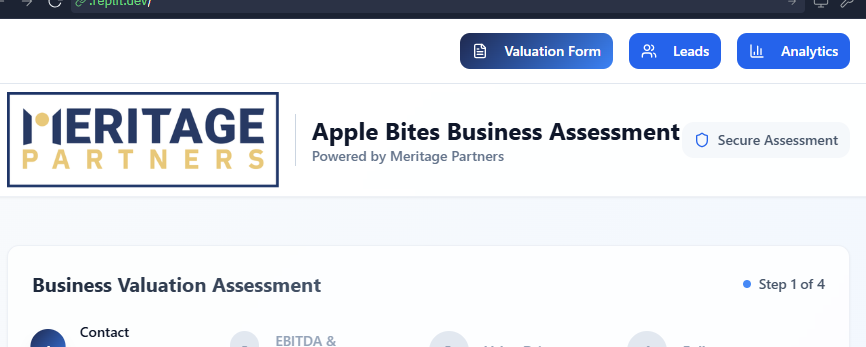 .replit.dev/
Valuation Form
Leads
Analytics
MERITAGE
PARTNERS
Apple Bites Business Assessment
Powered by Meritage Partners
Secure Assessment
Business Valuation Assessment
Step 1 of 4
Contact
EBITDA &